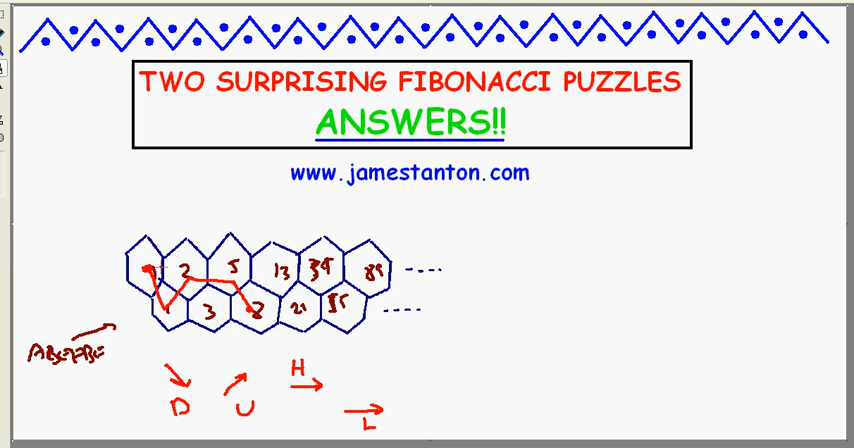 TWO SURPRISING FIBONACCI PUZZLES
ANSWERS!!
www.jamestanton.com
2 5 13 34 89
1 3 8 21 55
H
D U
L